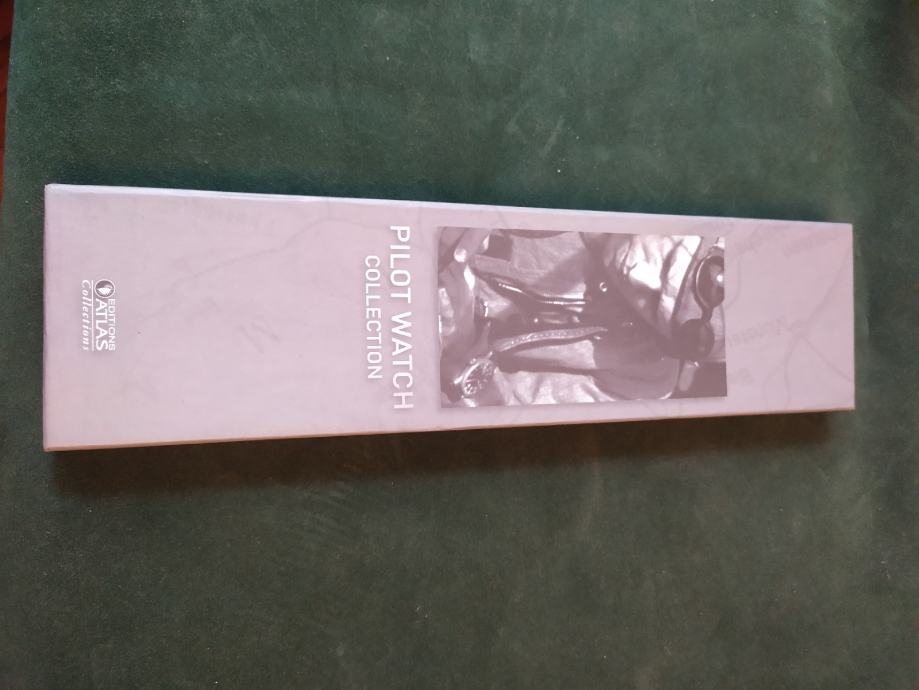 PILOT WATCH
COLLECTION
EDITIONS
ATLAS
Collections